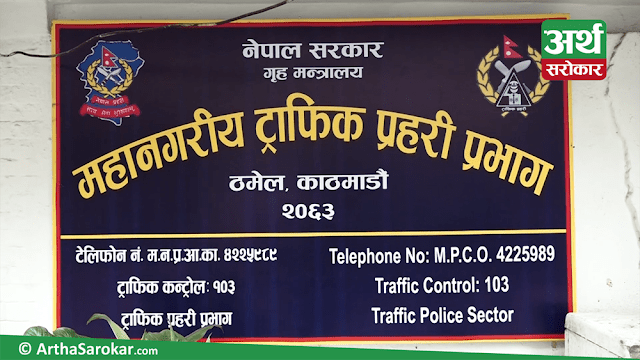 नेपाल सरकार
गृह मन्त्रालय
अर्थ
सरोकार
महानगरीय ट्राफिक प्रहरी प्रभाग
ठमेल, काठमाडौं
२०६३
टेलिफोन नं. म.न.प्र.आ.का. ४२२५९८९
ट्राफिक कन्ट्रोलः १०३
ट्राफिक प्रहरी प्रभाग
Telephone No: M.P.C.O. 4225989
Traffic Control: 103
Traffic Police Sector
© ArthaSarokar.com